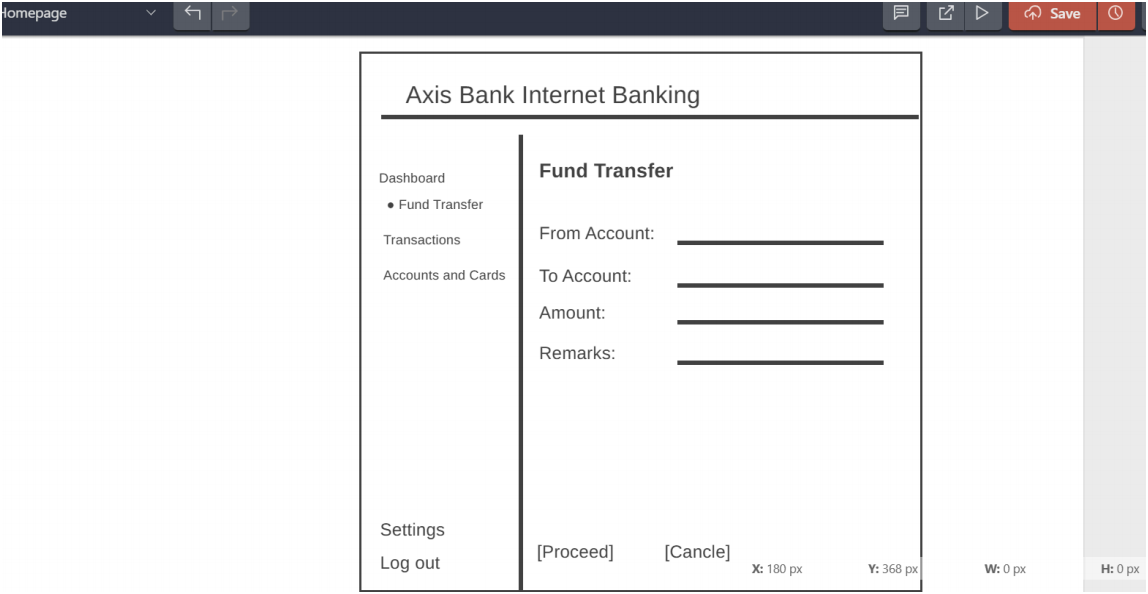 Homepage
Save
Axis Bank Internet Banking
Dashboard
● Fund Transfer
Transactions
Accounts and Cards
Settings
Log out
Fund Transfer
From Account:
To Account:
Amount:
Remarks:
[Proceed] [Cancle]
X: 180 px Y: 368 px W: 0 px H: 0 px